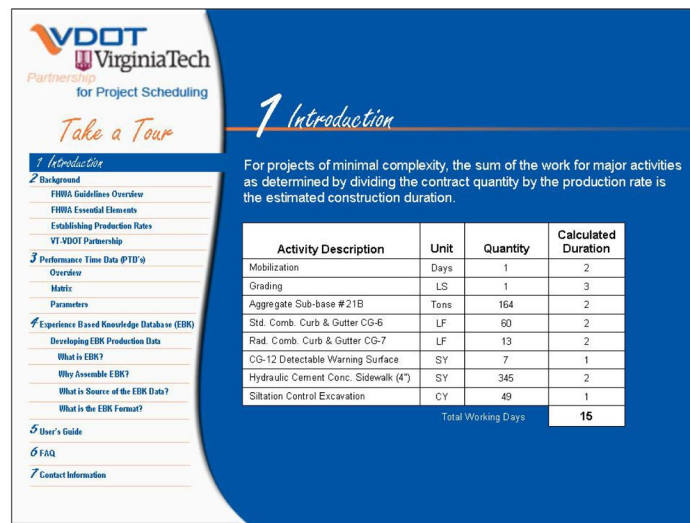 VDOT
VirginiaTech
Partnership
for Project Scheduling
Take a Tour
1 Introduction
2 Background
FHWA Guidelines Overview
FHWA Essential Elements
Establishing Production Rates
VT-VDOT Partnership
3 Performance Time Data (PTD's)
Overview
Matrix
Parameters
4 Experience Based Knowledge Database (EBK)
Developing EBK Production Data
What is EBK?
Why Assemble EBK?
What is Source of the EBK Data?
What is the EBK Format?
5 User's Guide
6 FAQ
7 Contact Information
1 Introduction
For projects of minimal complexity, the sum of the work for major activities
as determined by dividing the contract quantity by the production rate is
the estimated construction duration.
Activity Description Unit Quantity Calculated Duration
Mobilization Days 1 2
Grading LS 1 3
Aggregate Sub-base #21B Tons 164 2
Std. Comb. Curb & Gutter CG-6 LF 60 2
Rad. Comb. Curb & Gutter CG-7 LF 13 2
CG-12 Detectable Warning Surface SY 7 1
Hydraulic Cement Conc. Sidewalk (4") SY 345 2
Siltation Control Excavation CY 49 1
Total Working Days 15